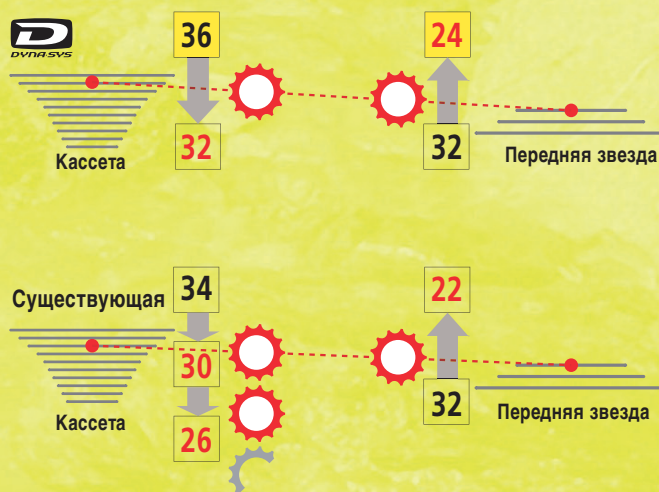 D
DYNA-SYS
36
24
32
32
Кассета
Передняя звезда
Существующая
34
22
30
32
Кассета
26
Передняя звезда